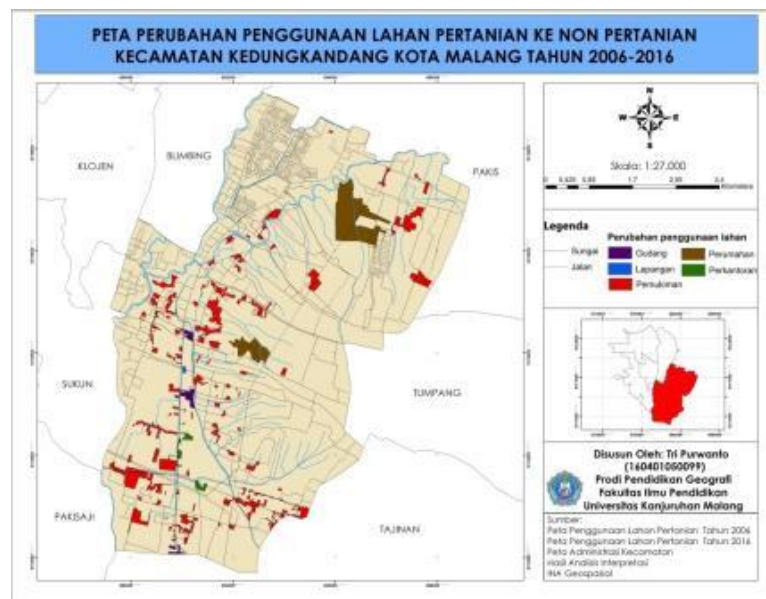 PETA PERUBAHAN PENGGUNAAN LAHAN PERTANIAN KE NON PERTANIAN
KECAMATAN KEDUNGKANDANG KOTA MALANG TAHUN 2006-2016
KLOJEN
BLIMBING
PAKIS
SUKUN
TUMPANG
PAKISAJI
TAJINAN
N
W E
S
Skala: 1:27.000
Legenda
Sungai
Jalan
Perubahan penggunaan lahan
Gudang
Lapangan
Pemukiman
Perumahan
Perkantoran
Disusun Oleh: Tri Purwanto
(160401050099)
Prodi Pendidikan Geografi
Fakultas Ilmu Pendidikan
Universitas Kanjuruhan Malang
Sumber:
Peta Penggunaan Lahan Pertanian Tahun 2006
Peta Penggunaan Lahan Pertanian Tahun 2016
Peta Administrasi Kecamatan
Hasil Analisis Interpretasi
INA Geospasial